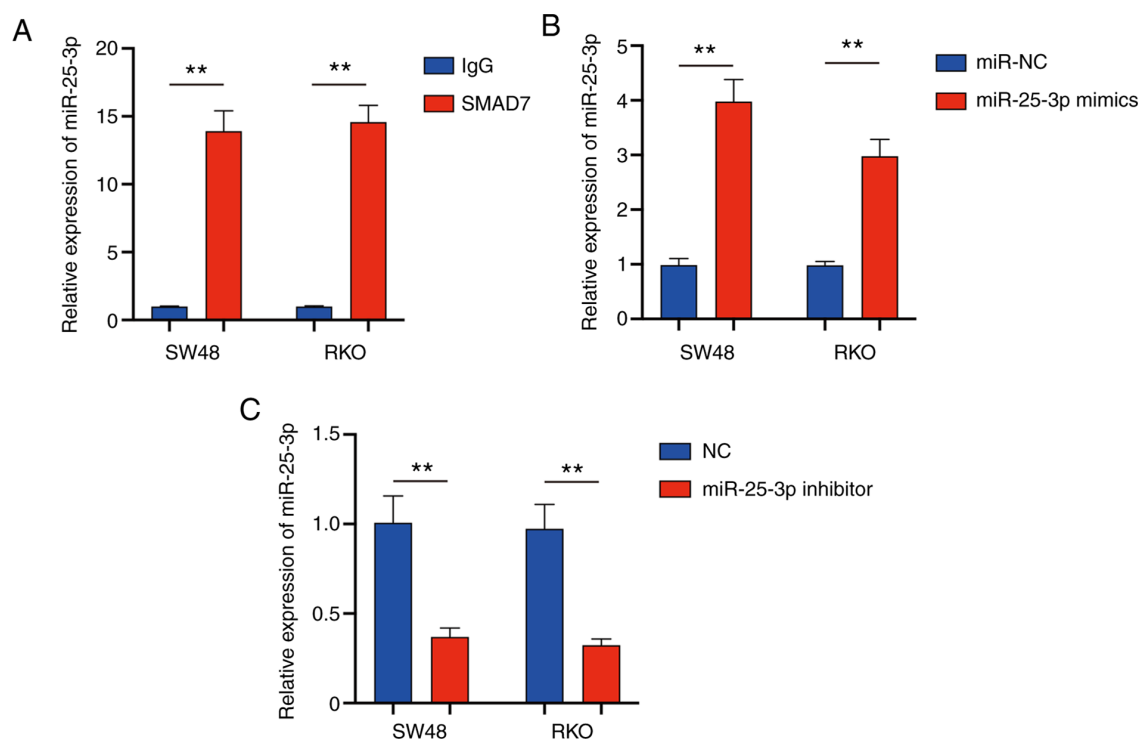 A
Relative expression of miR-25-3p
20
15
10
5
0
**
**
SW48
RKO
IgG
SMAD7
B
Relative expression of miR-25-3p
5
4
3
2
1
0
**
**
SW48
RKO
miR-NC
miR-25-3p mimics
C
Relative expression of miR-25-3p
1.5
1.0
0.5
0
**
**
SW48
RKO
NC
miR-25-3p inhibitor